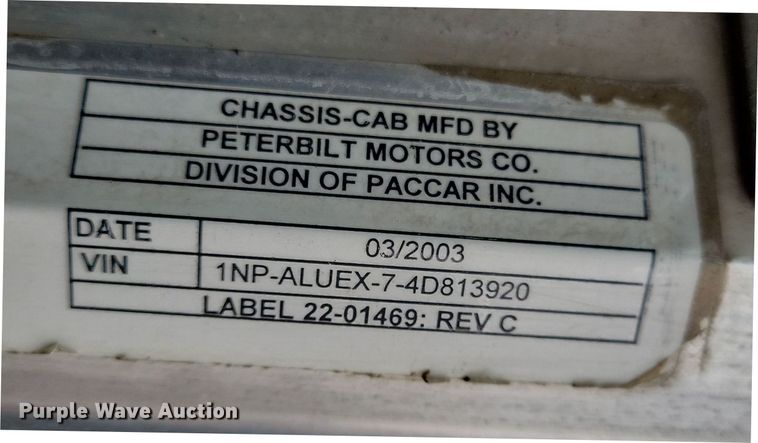 CHASSIS-CAB MFD BY
PETERBILT MOTORS CO.
DIVISION OF PACCAR INC.
DATE 03/2003
VIN 1NP-ALUEX-7-4D813920
LABEL 22-01469: REV C
Purple Wave Auction